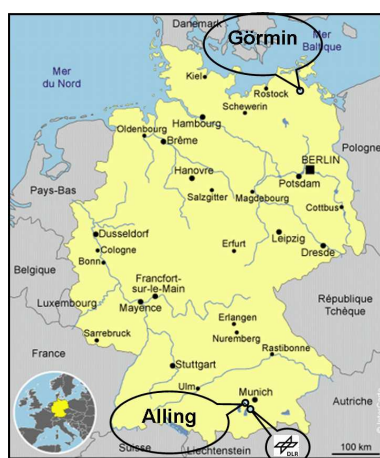 Danemark
Görmin
Mer
Baltique
Mer
du Nord
Kiel
Rostock
Schewerin
Hambourg
Oldenbourg
Brême
Pologne
BERLIN
Hanovre
Potsdam
Pays-Bas
Salzgitter
Magdebourg
Cottbus
Dusseldorf
Leipzig
Cologne
Erfurt
Dresde
Bonn
Belgique
Francfort-
sur-le-Main
Luxembourg
Mayence
République
Tchèque
Erlangen
Sarrebruck
Nuremberg
France
Rastibonne
Stuttgart
Ulm
Munich
Autriche
Alling
DLR
Suisse
Liechtenstein
100 km